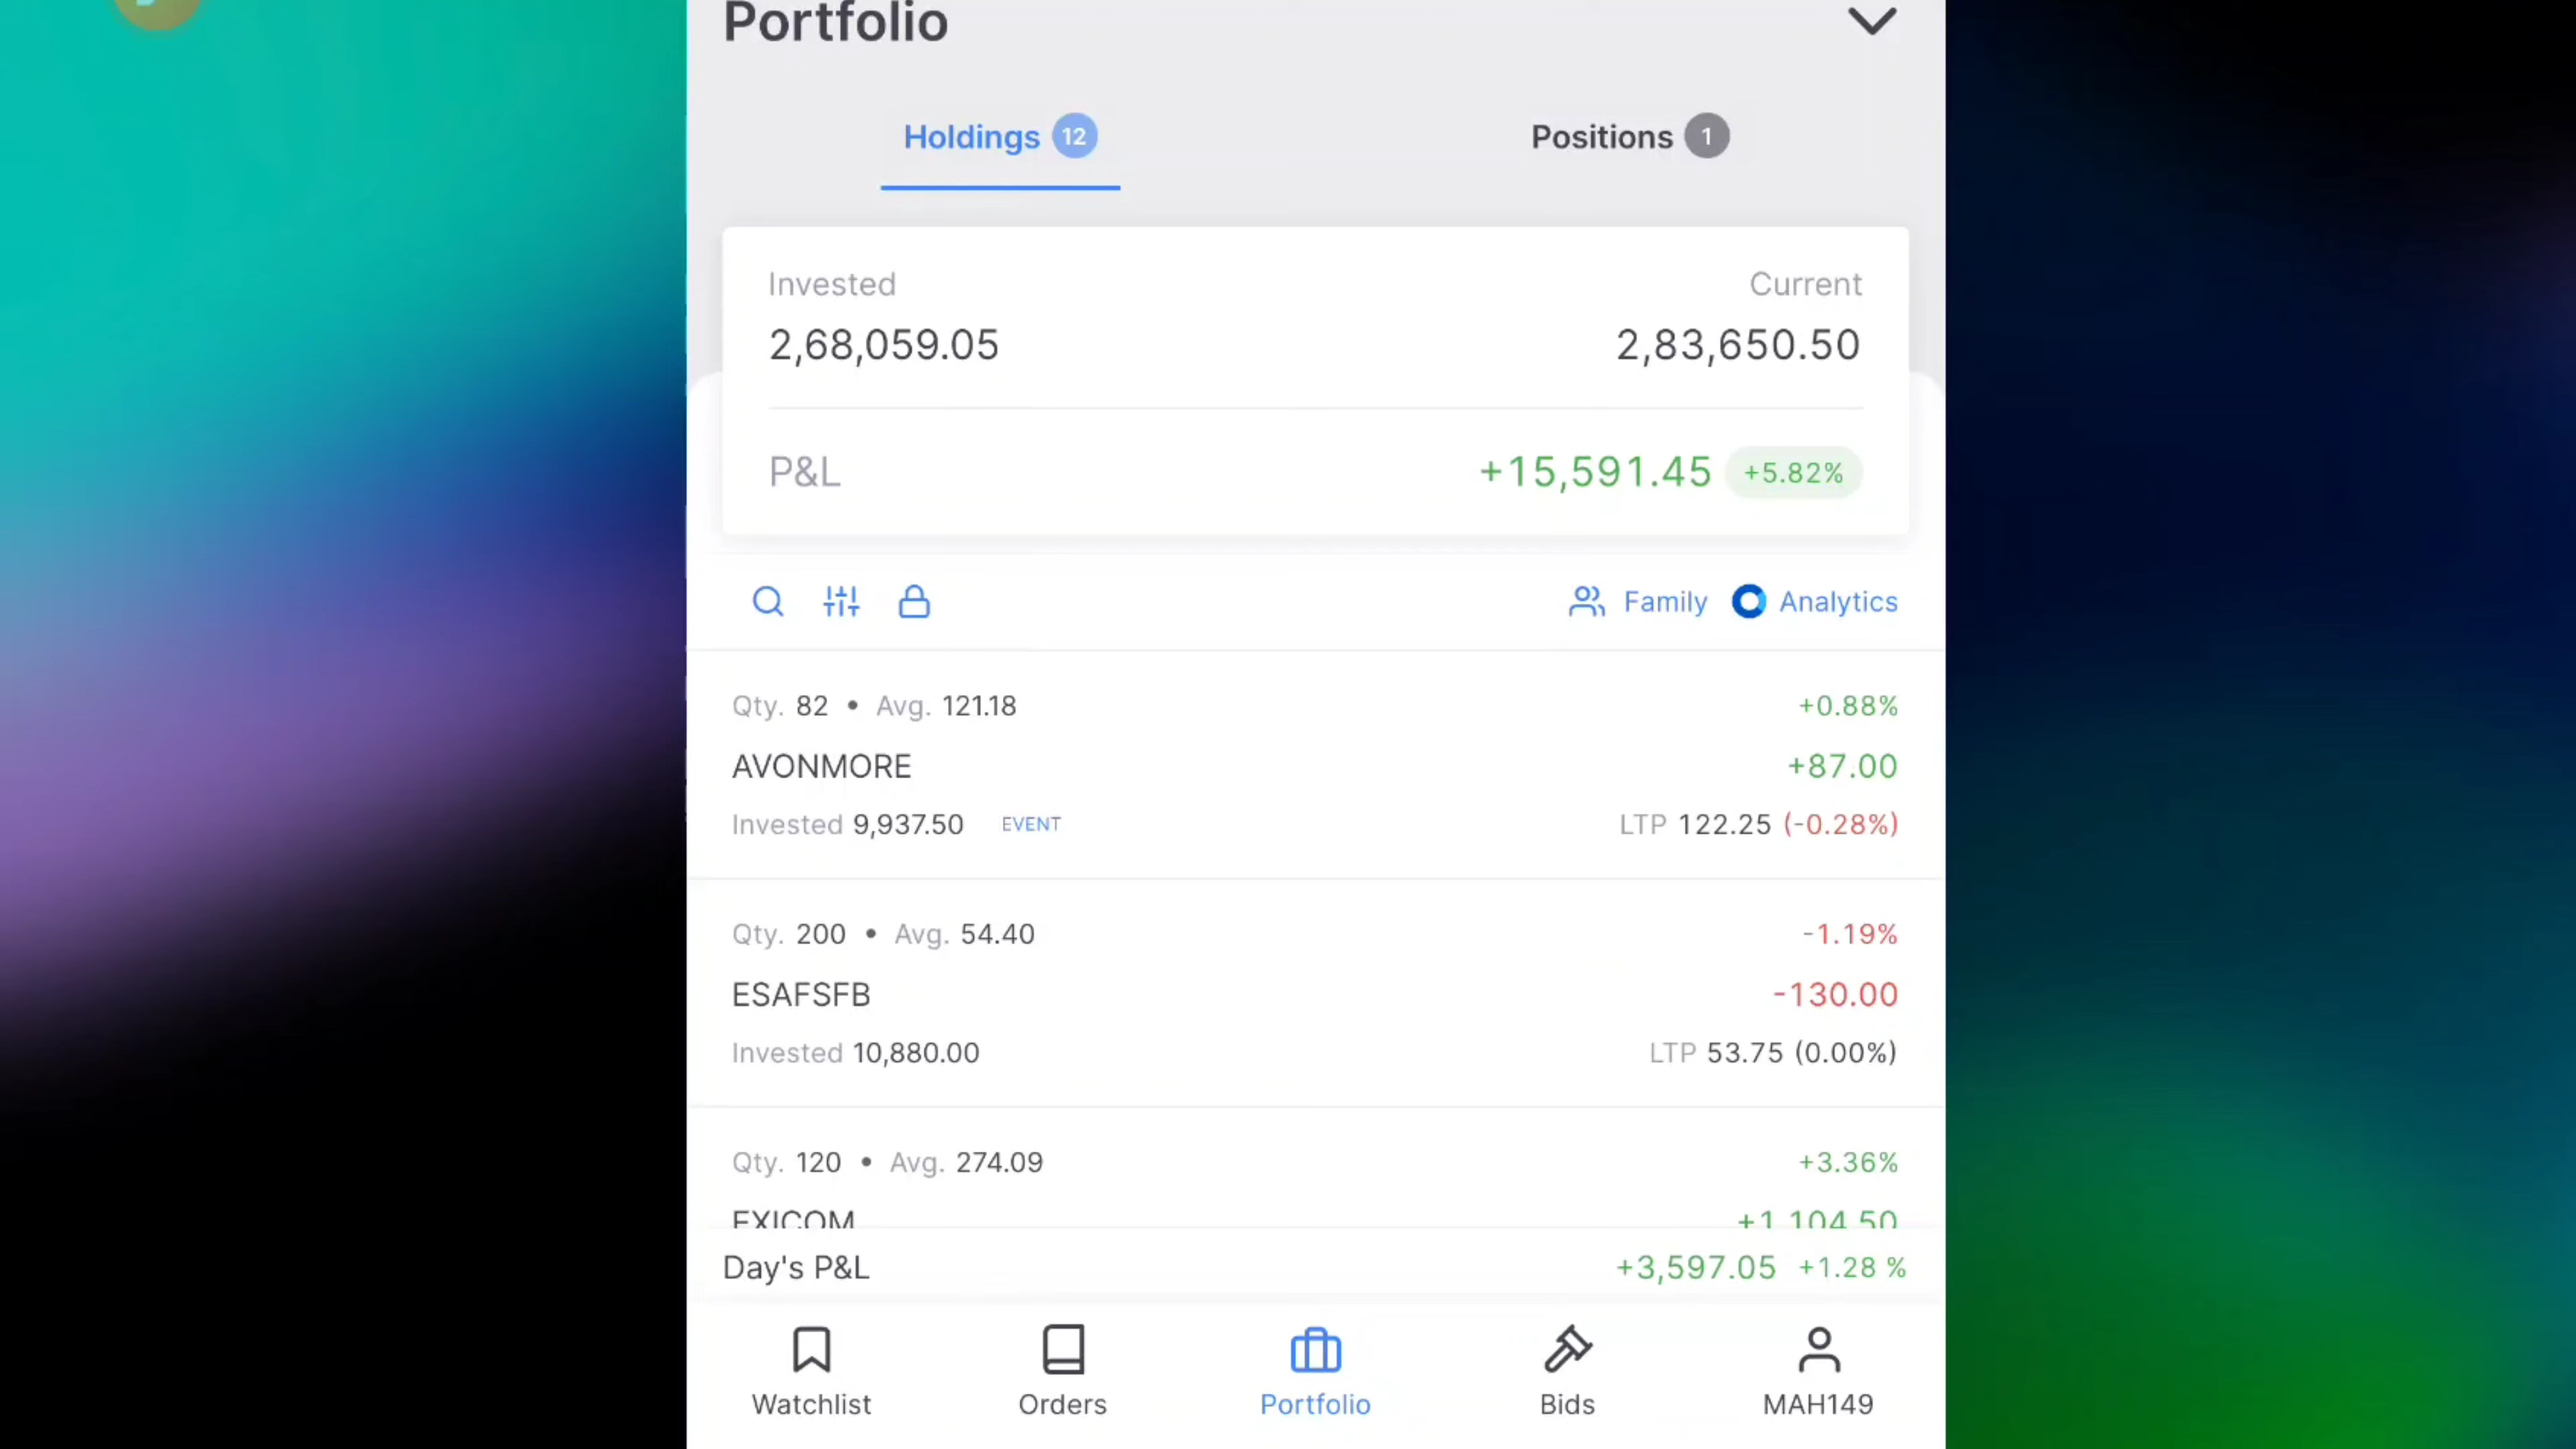 Portfolio
Holdings 12
Positions 1
Invested
Current
2,68,059.05
2,83,650.50
P&L
+15,591.45 +5.82%
Family
Analytics
Qty. 82 • Avg. 121.18
+0.88%
AVONMORE
+87.00
Invested 9,937.50 EVENT
LTP 122.25 (-0.28%)
Qty. 200 • Avg. 54.40
-1.19%
ESAFSFB
-130.00
Invested 10,880.00
LTP 53.75 (0.00%)
Qty. 120 • Avg. 274.09
+3.36%
EXICOM
+1,104.50
Day's P&L
+3,597.05 +1.28 %
Watchlist
Orders
Portfolio
Bids
MAH149